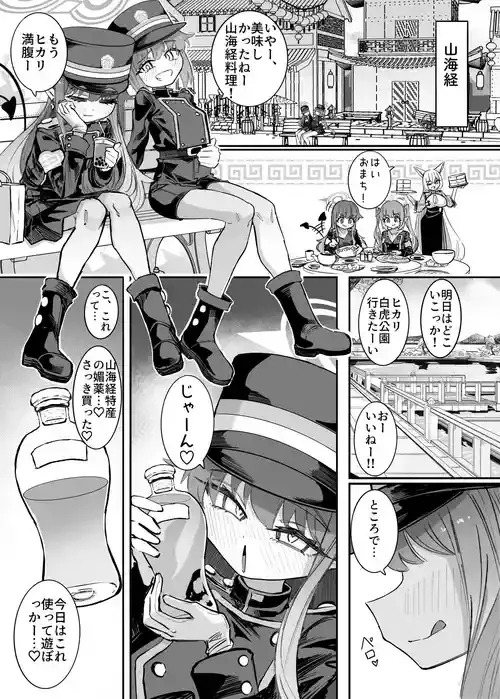 山海経
いやー、
美味し
かったねー
山海経料理！
もう
ヒカリ
満腹ー
はい
おまち！
明日はどこ
いこっか！
ヒカリ
白虎公園
行きたーい
おー
いいねー!!
ところで…
ペロ♡
じゃーん♡
こ、これ
って…
山海経特産
の媚薬…♡
さっき買った♡
今日はこれ
使って遊ぼ
っかー…♡